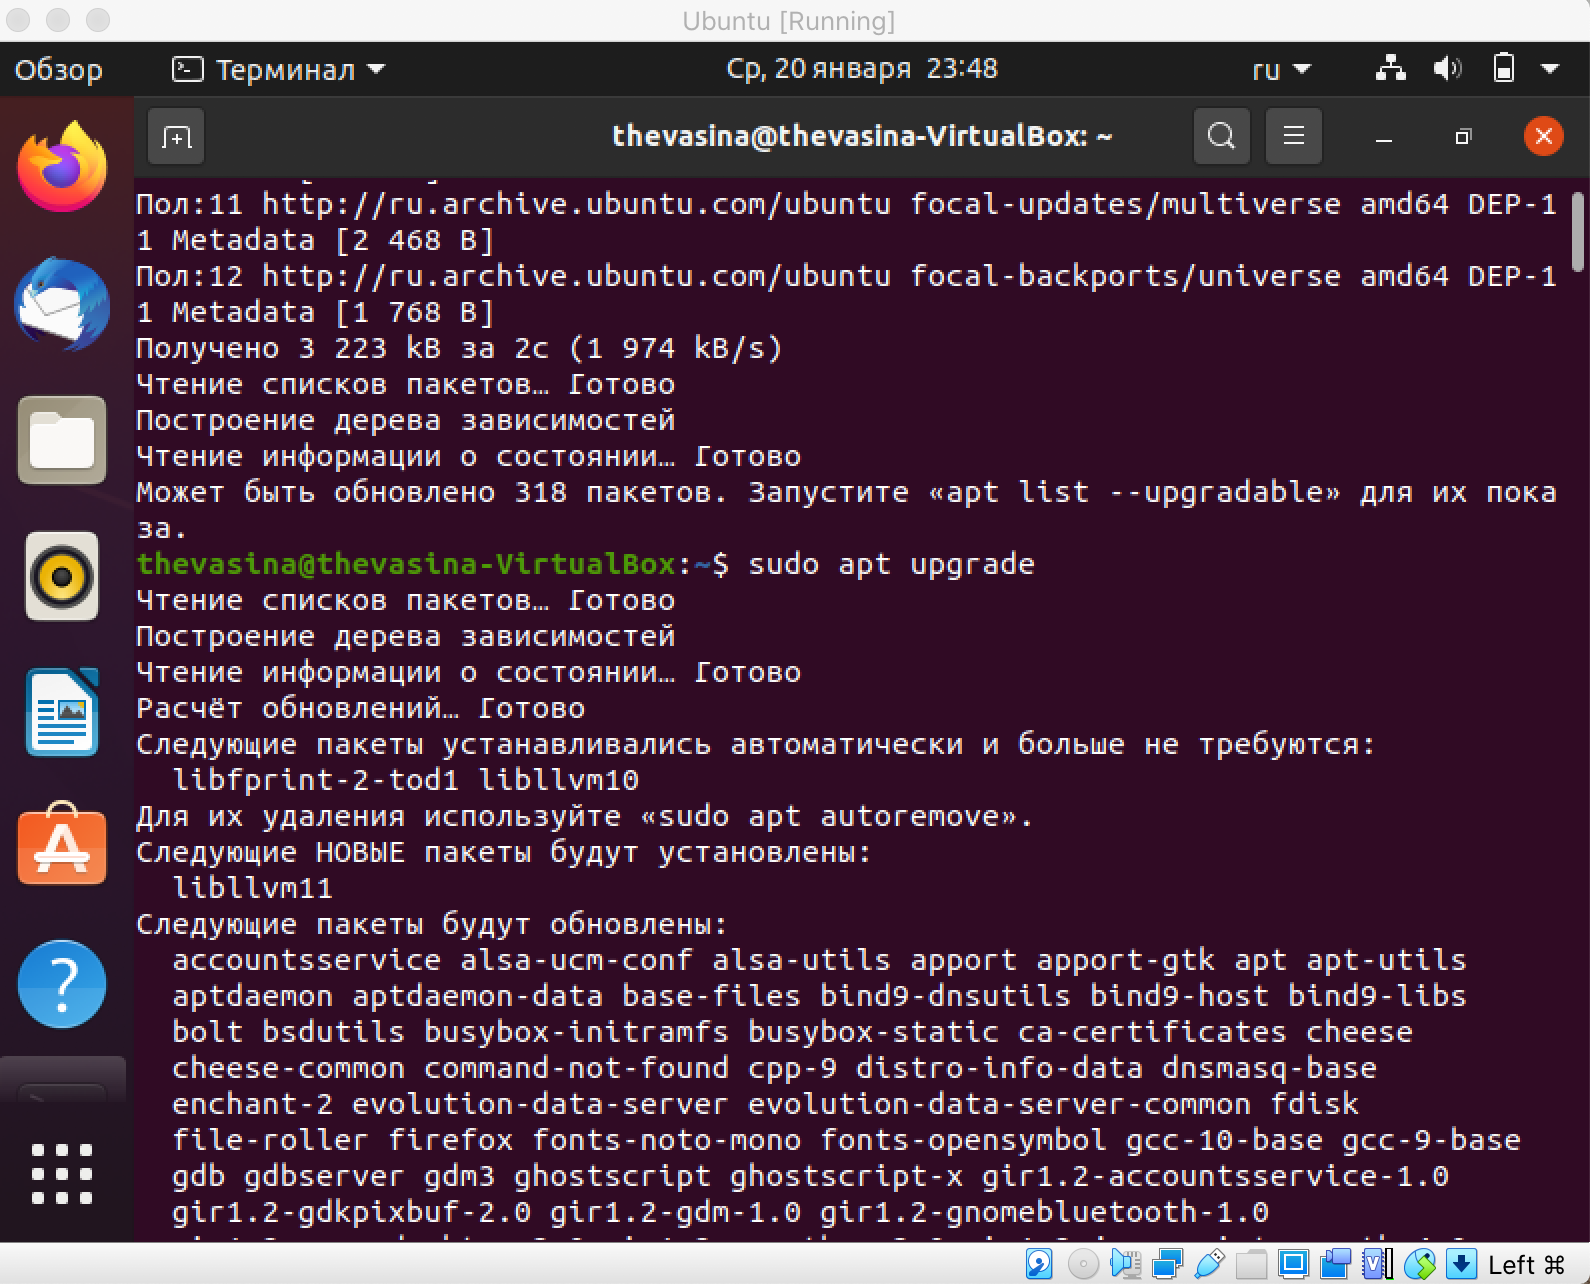 Ubuntu [Running]
Обзор
Терминал
Ср, 20 января 23:48
ru
thevasina@thevasina-VirtualBox: ~
Пол:11 http://ru.archive.ubuntu.com/ubuntu focal-updates/multiverse amd64 DEP-1
1 Metadata [2 468 B]
Пол:12 http://ru.archive.ubuntu.com/ubuntu focal-backports/universe amd64 DEP-1
1 Metadata [1 768 B]
Получено 3 223 kB за 2с (1 974 kB/s)
Чтение списков пакетов… Готово
Построение дерева зависимостей
Чтение информации о состоянии… Готово
Может быть обновлено 318 пакетов. Запустите «apt list --upgradable» для их пока
за.
thevasina@thevasina-VirtualBox:~$ sudo apt upgrade
Чтение списков пакетов… Готово
Построение дерева зависимостей
Чтение информации о состоянии… Готово
Расчёт обновлений… Готово
Следующие пакеты устанавливались автоматически и больше не требуются:
libfprint-2-tod1 libllvm10
Для их удаления используйте «sudo apt autoremove».
Следующие НОВЫЕ пакеты будут установлены:
libllvm11
Следующие пакеты будут обновлены:
accountsservice alsa-ucm-conf alsa-utils apport apport-gtk apt apt-utils
aptdaemon aptdaemon-data base-files bind9-dnsutils bind9-host bind9-libs
bolt bsdutils busybox-initramfs busybox-static ca-certificates cheese
cheese-common command-not-found cpp-9 distro-info-data dnsmasq-base
enchant-2 evolution-data-server evolution-data-server-common fdisk
file-roller firefox fonts-noto-mono fonts-opensymbol gcc-10-base gcc-9-base
gdb gdbserver gdm3 ghostscript ghostscript-x gir1.2-accountsservice-1.0
gir1.2-gdkpixbuf-2.0 gir1.2-gdm-1.0 gir1.2-gnomebluetooth-1.0
Left ⌘